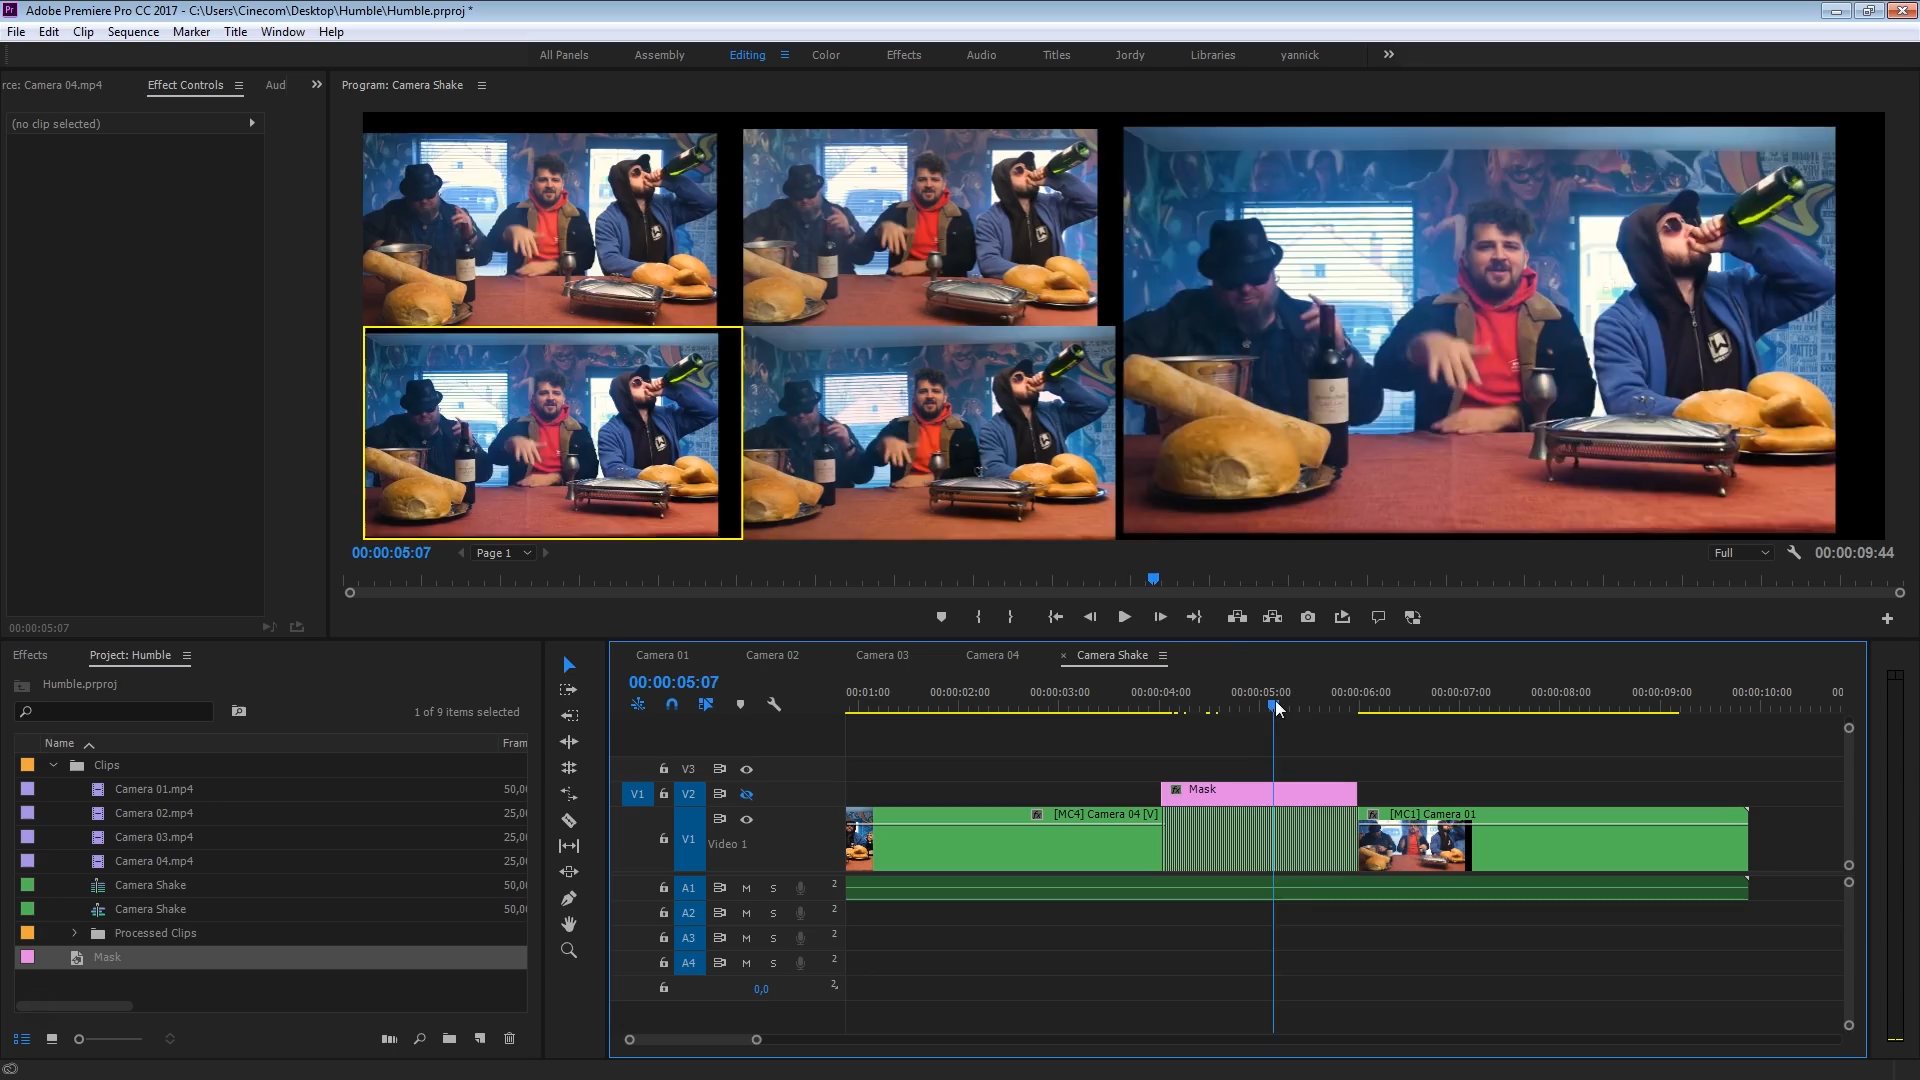 Adobe Premiere Pro CC 2017 - C:\Users\Cinecom\Desktop\Humble\Humble.prproj *
File Edit Clip Sequence Marker Title Window Help
All Panels Assembly Editing Color Effects Audio Titles Jordy Libraries yannick
rce: Camera 04.mp4 Effect Controls Aud
Program: Camera Shake
(no clip selected)
00:00:05:07 Page 1 Full 00:00:09:44
00:00:05:07
Effects Project: Humble
Humble.prproj
1 of 9 items selected
Name Fram
Clips
Camera 01.mp4 50,0
Camera 02.mp4 25,0
Camera 03.mp4 25,0
Camera 04.mp4 25,0
Camera Shake 50,0
Camera Shake 50,0
Processed Clips
Mask
Camera 01 Camera 02 Camera 03 Camera 04 × Camera Shake
00:00:05:07
00:01:00 00:00:02:00 00:00:03:00 00:00:04:00 00:00:05:00 00:00:06:00 00:00:07:00 00:00:08:00 00:00:09:00 00:00:10:00 00
V3
V1 V2 Mask
fx [MC4] Camera 04 [V] fx [MC1] Camera 01
V1 Video 1
A1 M S 2
A2 M S 2
A3 M S 2
A4 M S 2
0,0 2
NO MATTER